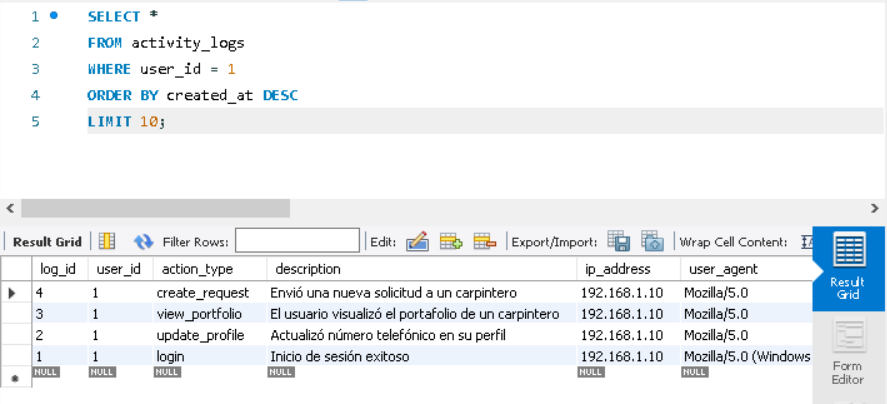 1 SELECT *
2 FROM activity_logs
3 WHERE user_id = 1
4 ORDER BY created_at DESC
5 LIMIT 10;
Result Grid Filter Rows: Edit: Export/Import: Wrap Cell Content: IA
log_id user_id action_type description ip_address user_agent
4 1 create_request Envió una nueva solicitud a un carpintero 192.168.1.10 Mozilla/5.0
3 1 view_portfolio El usuario visualizó el portafolio de un carpintero 192.168.1.10 Mozilla/5.0
2 1 update_profile Actualizó número telefónico en su perfil 192.168.1.10 Mozilla/5.0
1 1 login Inicio de sesión exitoso 192.168.1.10 Mozilla/5.0 (Windows
NULL NULL NULL NULL NULL NULL
Result
Grid
Form
Editor